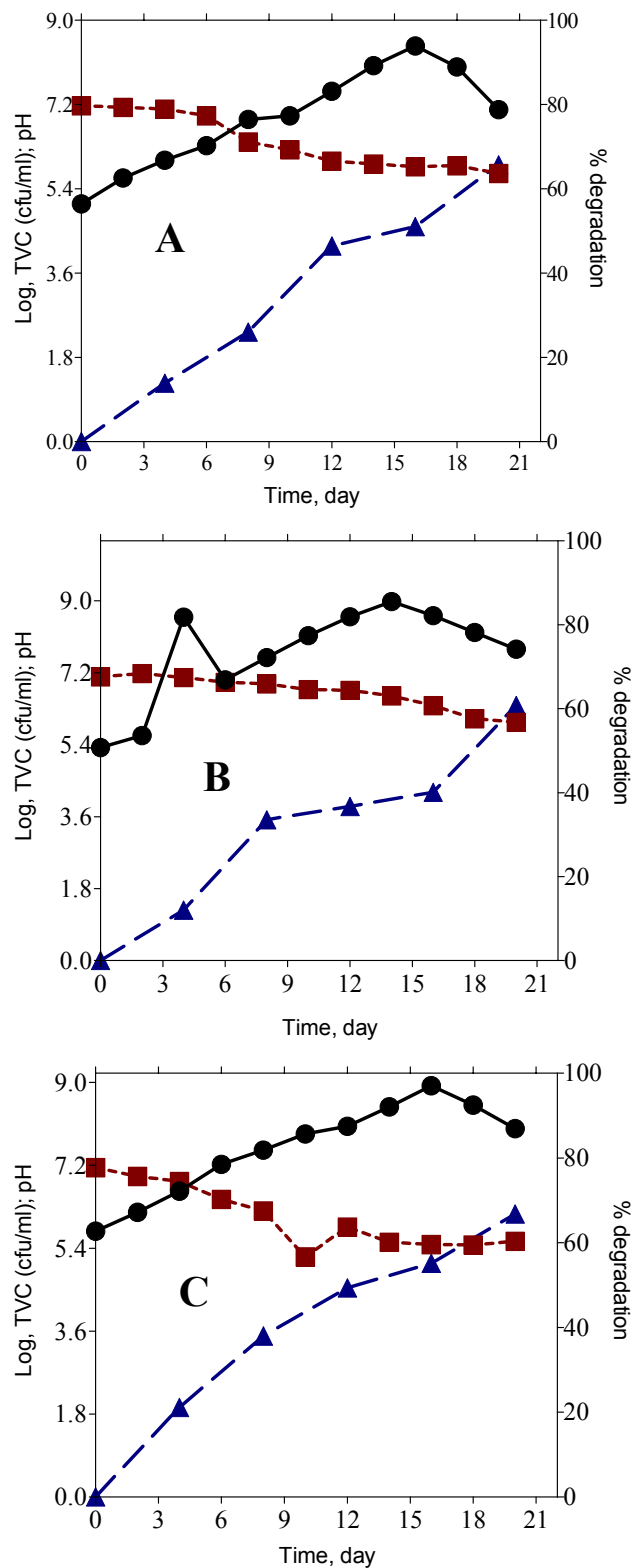 9.0
7.2
5.4
3.6
1.8
0.0
Log, TVC (cfu/ml); pH
100
80
60
40
20
0
% degradation
A
0 3 6 9 12 15 18 21
Time, day
9.0
7.2
5.4
3.6
1.8
0.0
Log, TVC (cfu/ml); pH
100
80
60
40
20
0
% degradation
B
0 3 6 9 12 15 18 21
Time, day
9.0
7.2
5.4
3.6
1.8
0.0
Log, TVC (cfu/ml); pH
100
80
60
40
20
0
% degradation
C
0 3 6 9 12 15 18 21
Time, day